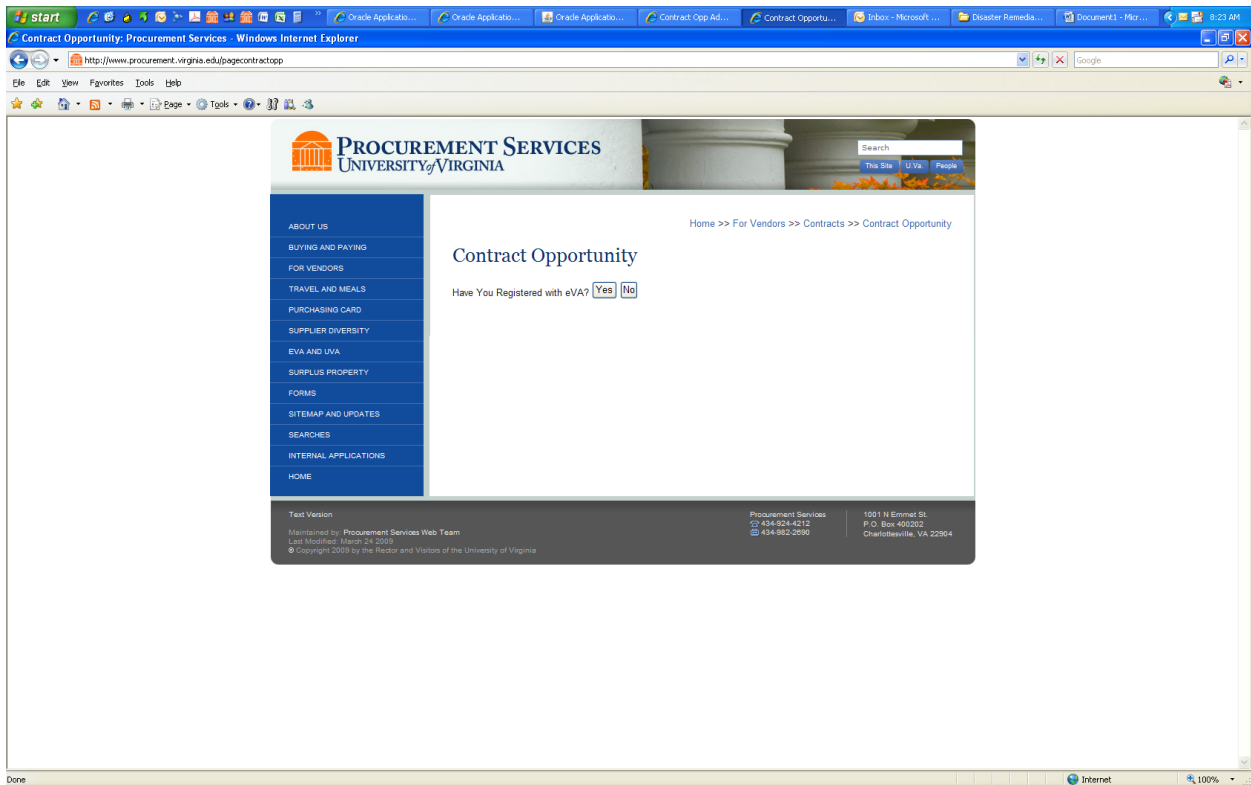 start
Oracle Applicatio...
Oracle Applicatio...
Oracle Applicatio...
Contract Opp Ad...
Contract Opportu...
Inbox - Microsoft ...
Disaster Remedia...
Document1 - Micr...
8:23 AM
Contract Opportunity: Procurement Services - Windows Internet Explorer
http://www.procurement.virginia.edu/pagecontractopp
Google
File Edit View Favorites Tools Help
Page Tools
PROCUREMENT SERVICES
UNIVERSITY of VIRGINIA
Search
This Site U.Va. People
Home >> For Vendors >> Contracts >> Contract Opportunity
ABOUT US
BUYING AND PAYING
FOR VENDORS
TRAVEL AND MEALS
PURCHASING CARD
SUPPLIER DIVERSITY
EVA AND UVA
SURPLUS PROPERTY
FORMS
SITEMAP AND UPDATES
SEARCHES
INTERNAL APPLICATIONS
HOME
Contract Opportunity
Have You Registered with eVA? Yes No
Text Version
Maintained by: Procurement Services Web Team
Last Modified: March 24 2009
© Copyright 2009 by the Rector and Visitors of the University of Virginia
Procurement Services
434-924-4212
434-982-2690
1001 N Emmet St.
P.O. Box 400202
Charlottesville, VA 22904
Done
Internet
100%